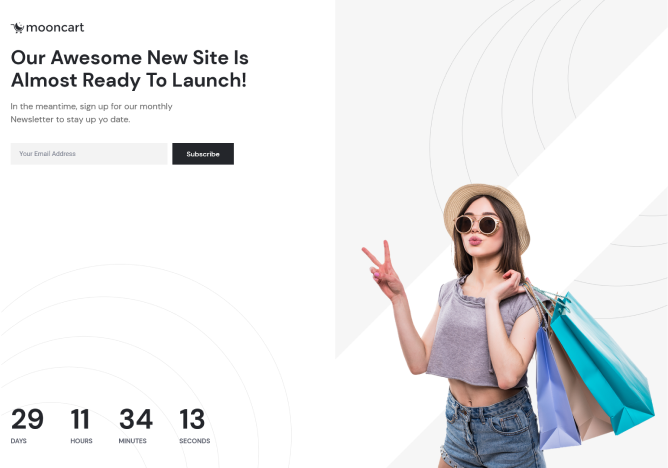 mooncart
Our Awesome New Site Is
Almost Ready To Launch!
In the meantime, sign up for our monthly
Newsletter to stay up yo date.
Your Email Address
Subscribe
29 11 34 13
DAYS HOURS MINUTES SECONDS